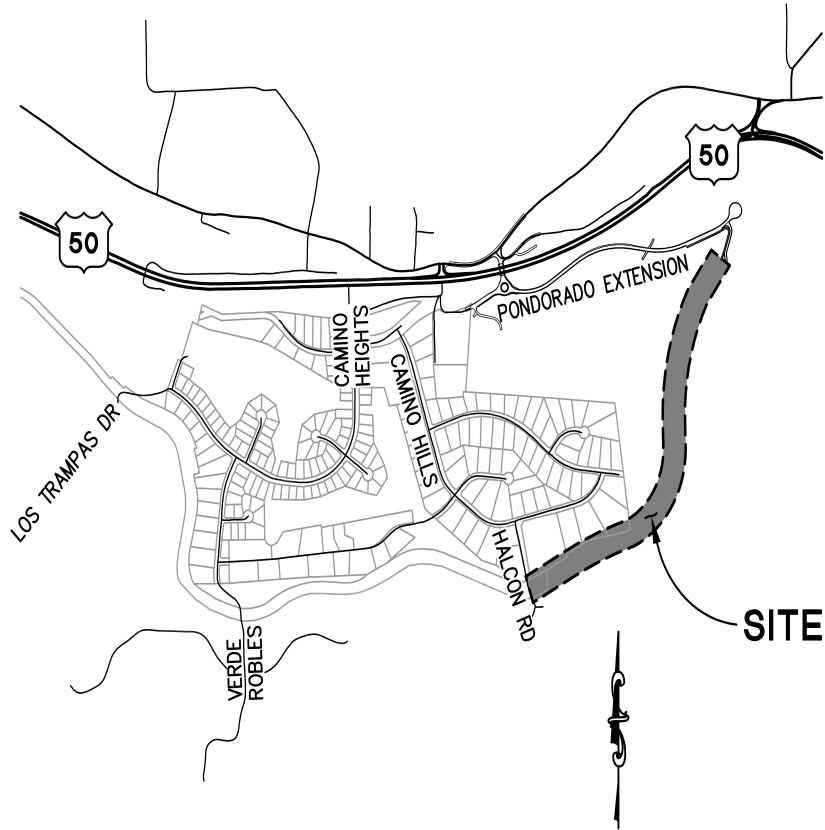 50
50
PONDORADO EXTENSION
CAMINO
HEIGHTS
CAMINO HILLS
LOS TRAMPAS DR
HALCON RD
SITE
VERDE
ROBLES